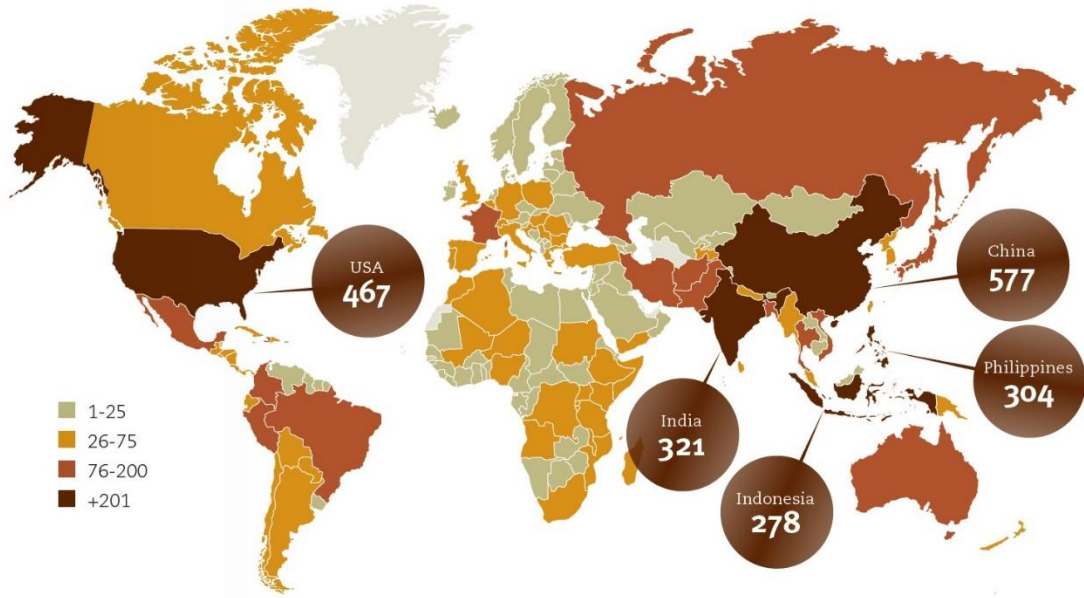 USA
467
China
577
Philippines
304
India
321
Indonesia
278
1-25
26-75
76-200
+201